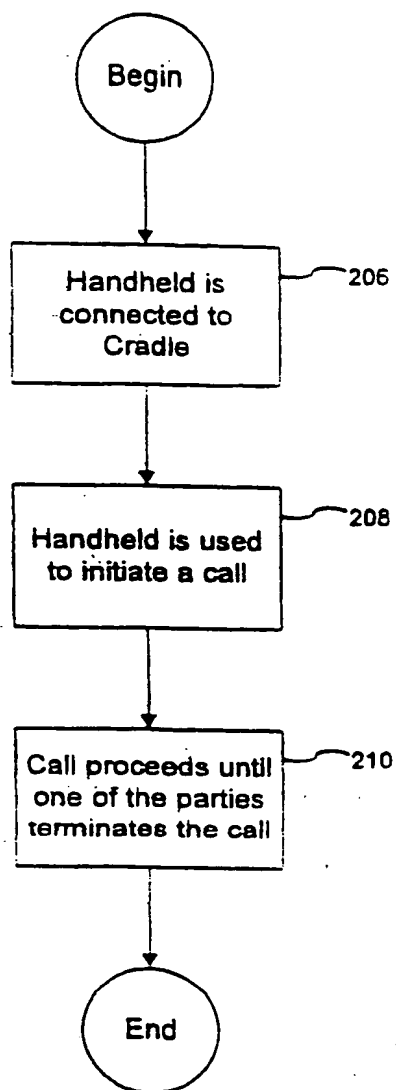 Begin
Handheld is
connected to
Cradle
206
Handheld is used
to initiate a call
208
Call proceeds until
one of the parties
terminates the call
210
End